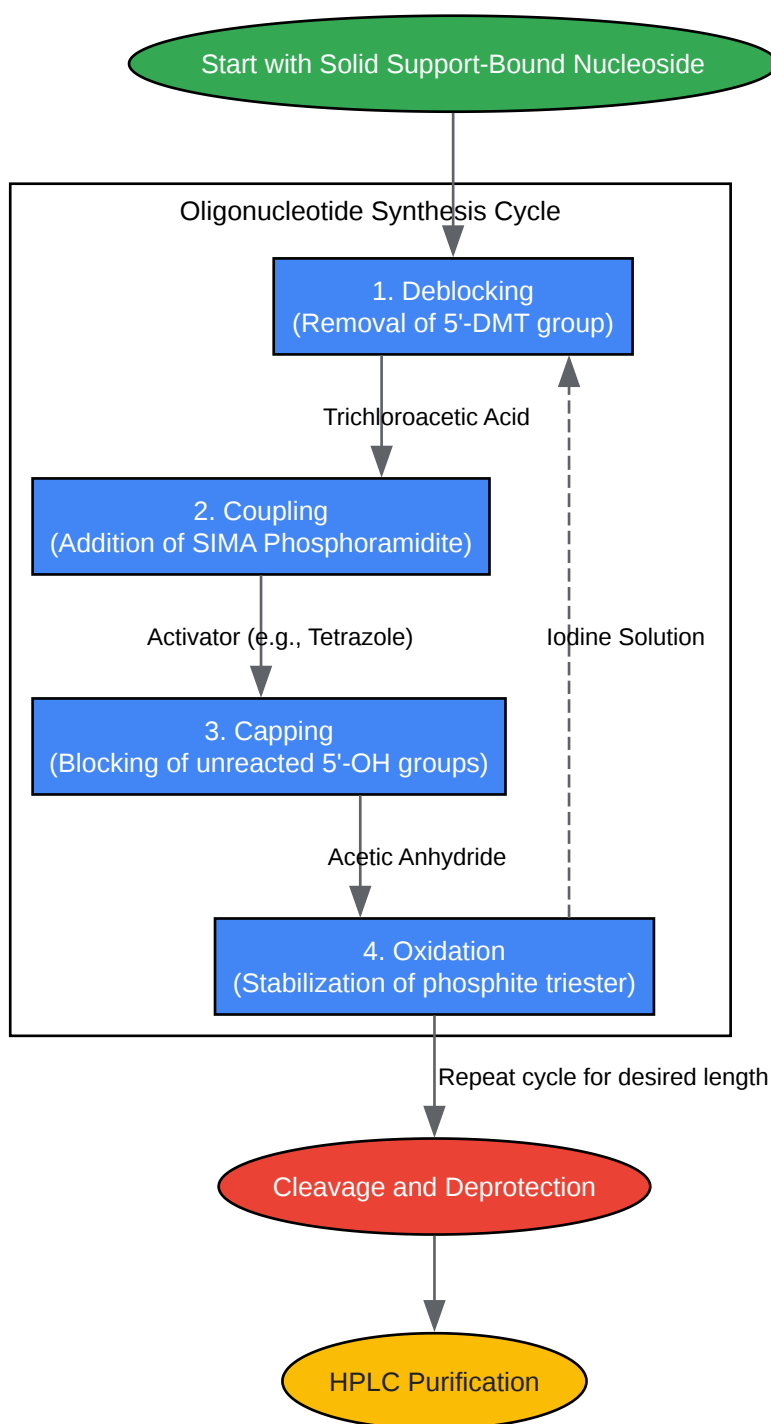 Start with Solid Support-Bound Nucleoside
Oligonucleotide Synthesis Cycle
1. Deblocking
(Removal of 5'-DMT group)
Trichloroacetic Acid
2. Coupling
(Addition of SIMA Phosphoramidite)
Activator (e.g., Tetrazole)
Iodine Solution
3. Capping
(Blocking of unreacted 5'-OH groups)
Acetic Anhydride
4. Oxidation
(Stabilization of phosphite triester)
Repeat cycle for desired length
Cleavage and Deprotection
HPLC Purification